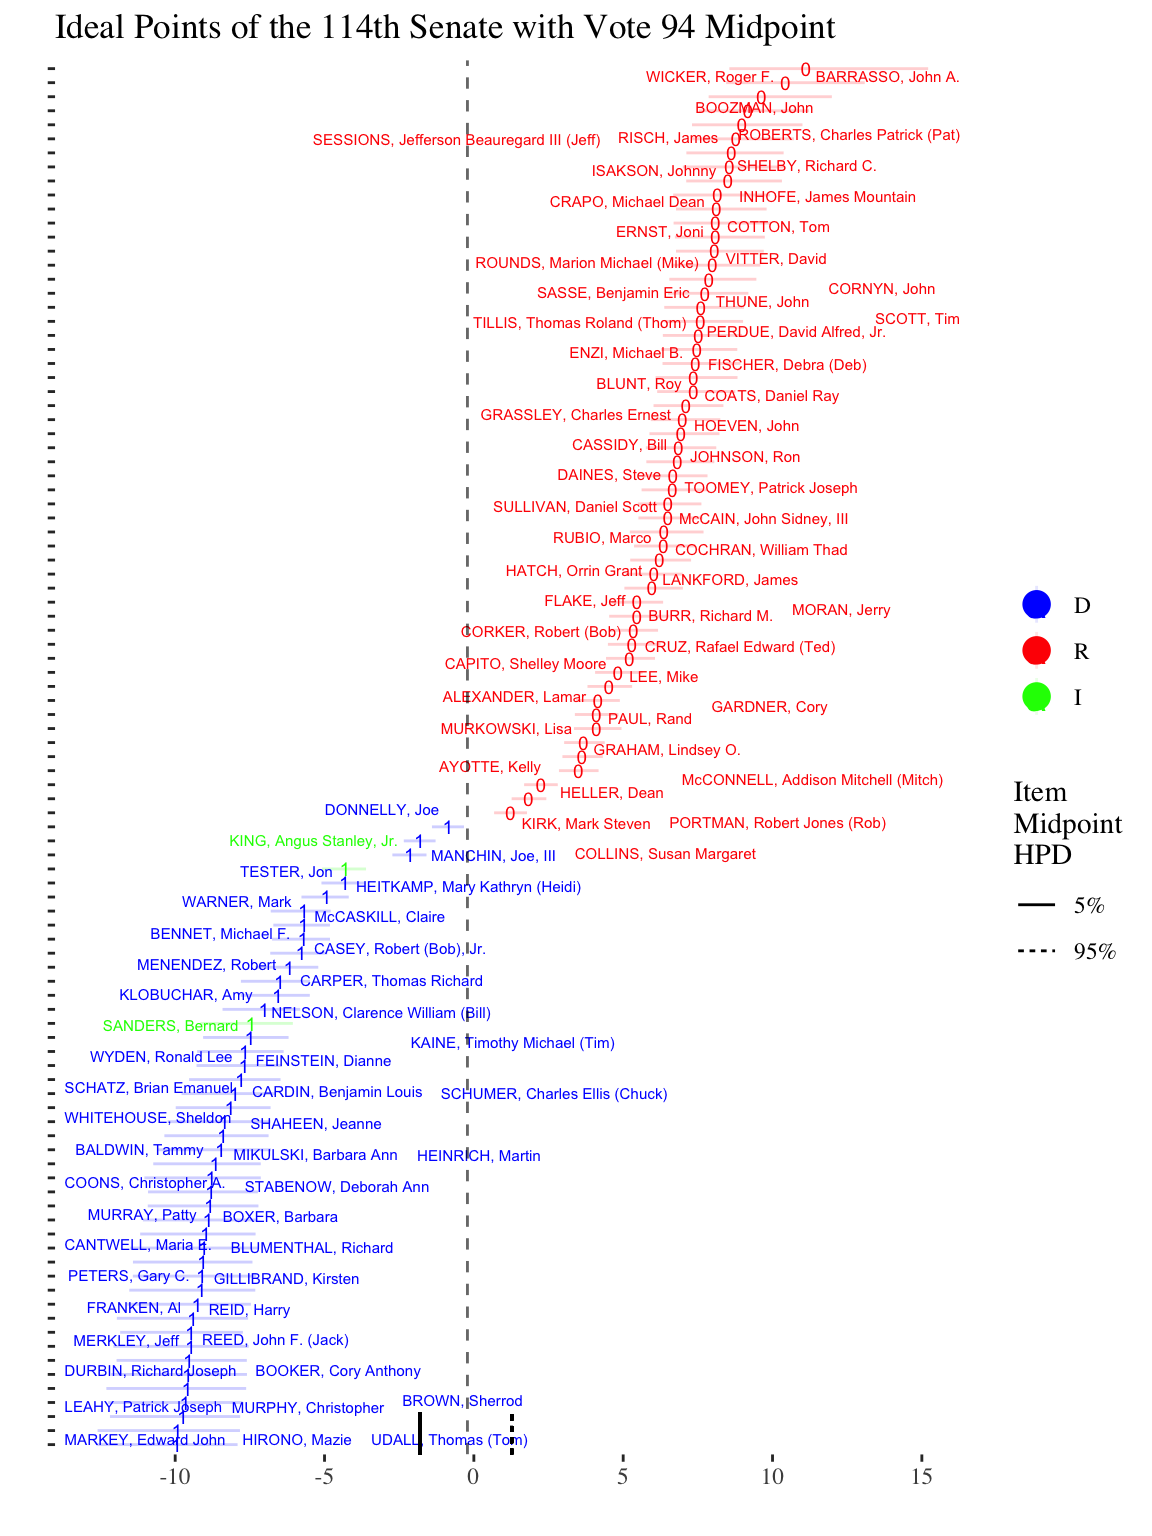 Ideal Points of the 114th Senate with Vote 94 Midpoint
WICKER, Roger F. BARRASSO, John A.
BOOZMAN, John
SESSIONS, Jefferson Beauregard III (Jeff) RISCH, James ROBERTS, Charles Patrick (Pat)
ISAKSON, Johnny SHELBY, Richard C.
CRAPO, Michael Dean INHOFE, James Mountain
ERNST, Joni COTTON, Tom
ROUNDS, Marion Michael (Mike) VITTER, David
SASSE, Benjamin Eric CORNYN, John
THUNE, John
TILLIS, Thomas Roland (Thom) SCOTT, Tim
PERDUE, David Alfred, Jr.
ENZI, Michael B. FISCHER, Debra (Deb)
BLUNT, Roy COATS, Daniel Ray
GRASSLEY, Charles Ernest HOEVEN, John
CASSIDY, Bill JOHNSON, Ron
DAINES, Steve TOOMEY, Patrick Joseph
SULLIVAN, Daniel Scott McCAIN, John Sidney, III
RUBIO, Marco COCHRAN, William Thad
HATCH, Orrin Grant LANKFORD, James
FLAKE, Jeff BURR, Richard M. MORAN, Jerry
CORKER, Robert (Bob) CRUZ, Rafael Edward (Ted)
CAPITO, Shelley Moore LEE, Mike
ALEXANDER, Lamar GARDNER, Cory
MURKOWSKI, Lisa PAUL, Rand
GRAHAM, Lindsey O.
AYOTTE, Kelly McCONNELL, Addison Mitchell (Mitch)
HELLER, Dean
DONNELLY, Joe KIRK, Mark Steven PORTMAN, Robert Jones (Rob)
KING, Angus Stanley, Jr. MANCHIN, Joe, III COLLINS, Susan Margaret
TESTER, Jon HEITKAMP, Mary Kathryn (Heidi)
WARNER, Mark McCASKILL, Claire
BENNET, Michael F. CASEY, Robert (Bob), Jr.
MENENDEZ, Robert CARPER, Thomas Richard
KLOBUCHAR, Amy NELSON, Clarence William (Bill)
SANDERS, Bernard KAINE, Timothy Michael (Tim)
WYDEN, Ronald Lee FEINSTEIN, Dianne
SCHATZ, Brian Emanuel CARDIN, Benjamin Louis SCHUMER, Charles Ellis (Chuck)
WHITEHOUSE, Sheldon SHAHEEN, Jeanne
BALDWIN, Tammy MIKULSKI, Barbara Ann HEINRICH, Martin
COONS, Christopher A. STABENOW, Deborah Ann
MURRAY, Patty BOXER, Barbara
CANTWELL, Maria E. BLUMENTHAL, Richard
PETERS, Gary C. GILLIBRAND, Kirsten
FRANKEN, Al REID, Harry
MERKLEY, Jeff REED, John F. (Jack)
DURBIN, Richard Joseph BOOKER, Cory Anthony
LEAHY, Patrick Joseph MURPHY, Christopher BROWN, Sherrod
MARKEY, Edward John HIRONO, Mazie UDALL, Thomas (Tom)
-10 -5 0 5 10 15
D
R
I
Item
Midpoint
HPD
5%
95%